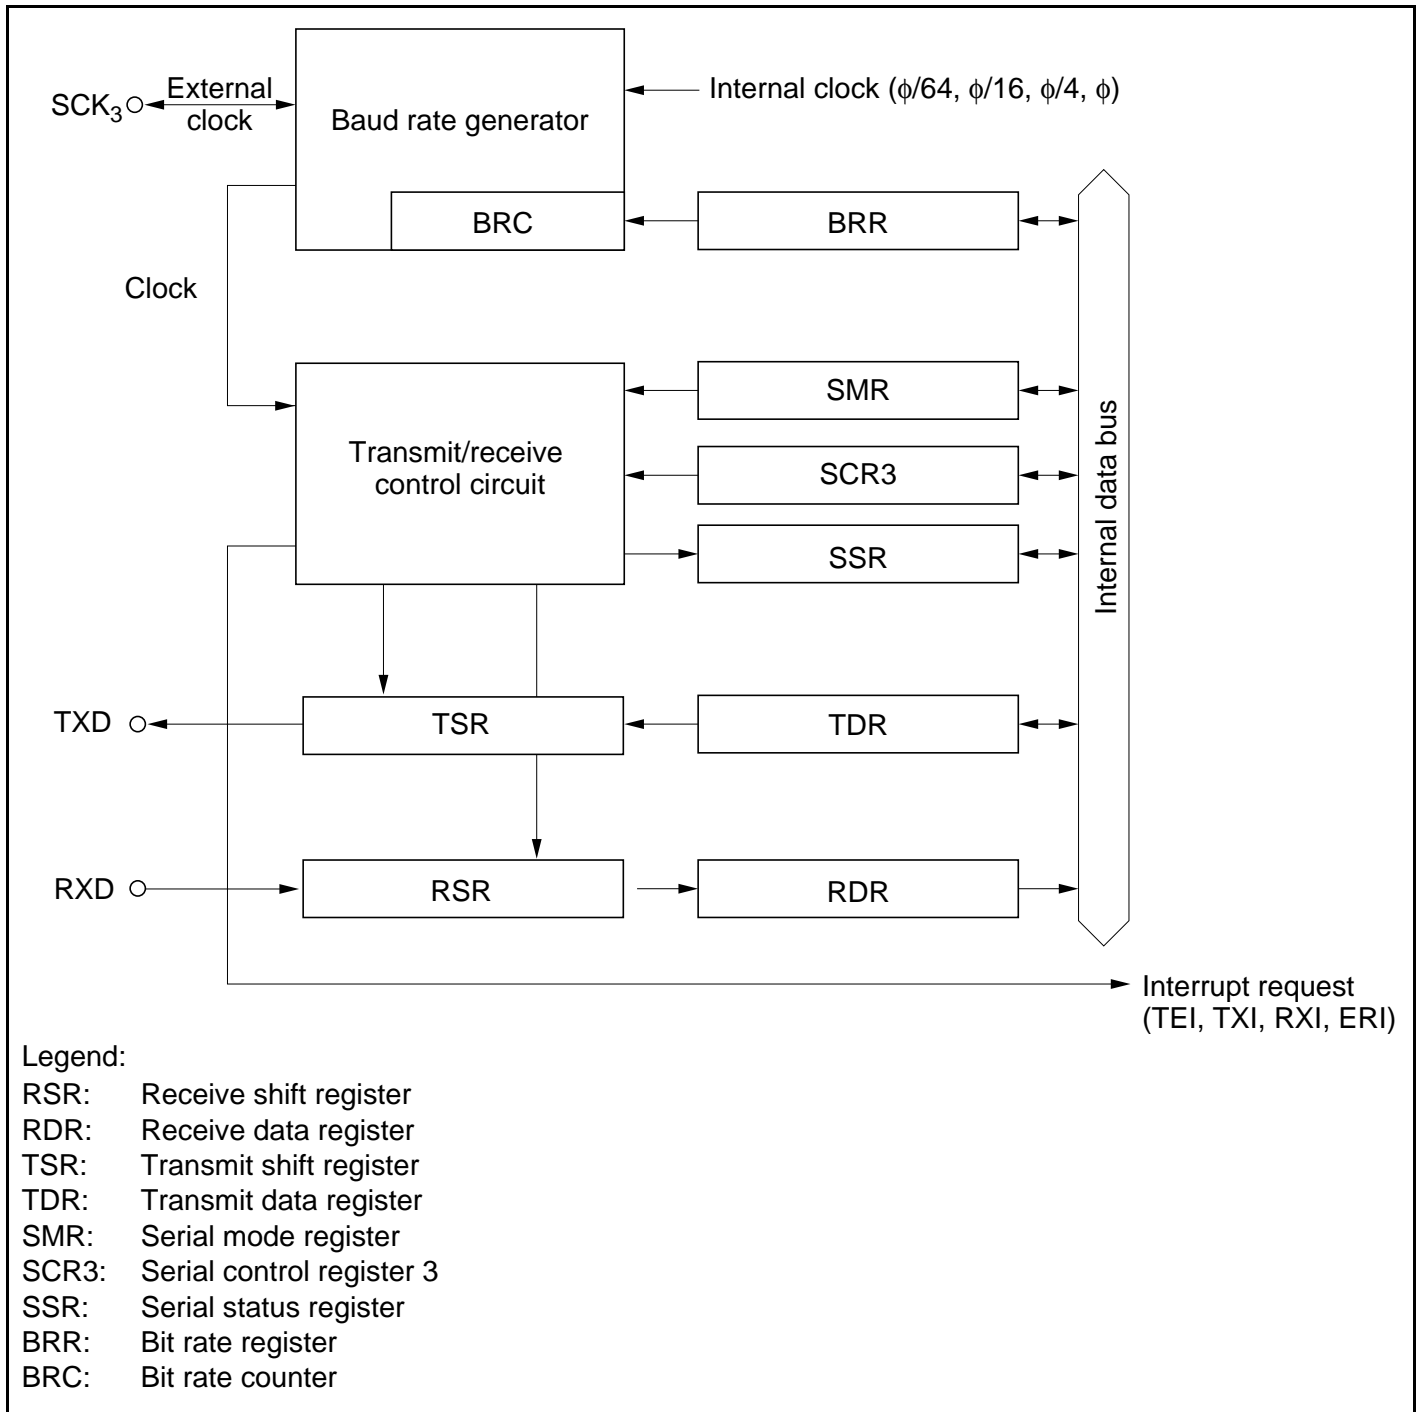 SCK3
External
clock
Baud rate generator
Internal clock (ϕ/64, ϕ/16, ϕ/4, ϕ)
BRC
BRR
Clock
SMR
Transmit/receive
control circuit
SCR3
SSR
Internal data bus
TXD
TSR
TDR
RXD
RSR
RDR
Interrupt request
(TEI, TXI, RXI, ERI)
Legend:
RSR: Receive shift register
RDR: Receive data register
TSR: Transmit shift register
TDR: Transmit data register
SMR: Serial mode register
SCR3: Serial control register 3
SSR: Serial status register
BRR: Bit rate register
BRC: Bit rate counter